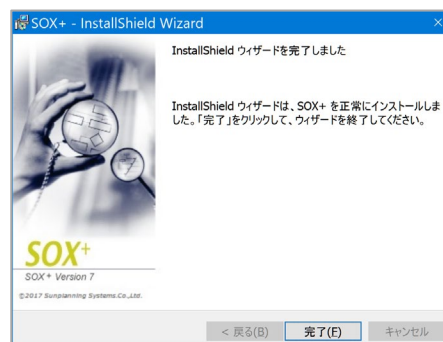 SOX+ - InstallShield Wizard
InstallShield ウィザードを完了しました
InstallShield ウィザードは、SOX+ を正常にインストールしま
した。「完了」をクリックして、ウィザードを終了してください。
SOX+
SOX+ Version 7
©2017 Sunplanning Systems.Co.,Ltd.
< 戻る(B)
完了(F)
キャンセル